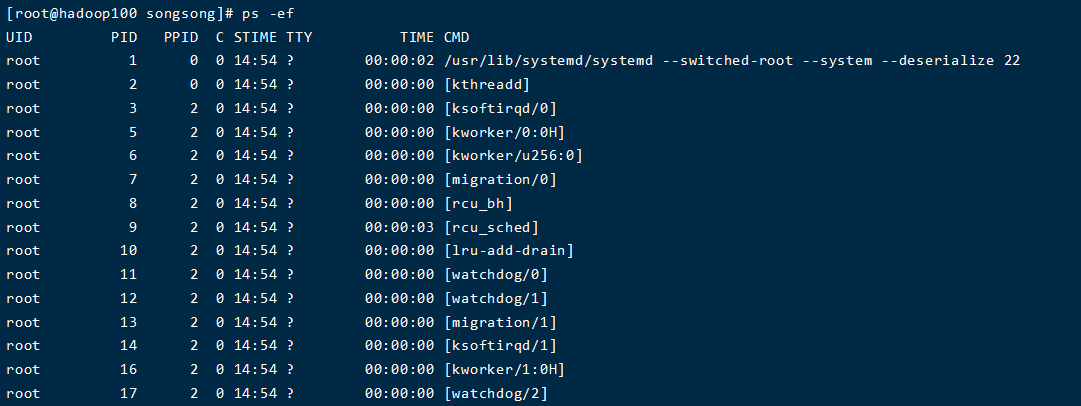 [root@hadoop100 songsong]# ps -ef
UID PID PPID C STIME TTY TIME CMD
root 1 0 0 14:54 ? 00:00:02 /usr/lib/systemd/systemd --switched-root --system --deserialize 22
root 2 0 0 14:54 ? 00:00:00 [kthreadd]
root 3 2 0 14:54 ? 00:00:00 [ksoftirqd/0]
root 5 2 0 14:54 ? 00:00:00 [kworker/0:0H]
root 6 2 0 14:54 ? 00:00:00 [kworker/u256:0]
root 7 2 0 14:54 ? 00:00:00 [migration/0]
root 8 2 0 14:54 ? 00:00:00 [rcu_bh]
root 9 2 0 14:54 ? 00:00:03 [rcu_sched]
root 10 2 0 14:54 ? 00:00:00 [lru-add-drain]
root 11 2 0 14:54 ? 00:00:00 [watchdog/0]
root 12 2 0 14:54 ? 00:00:00 [watchdog/1]
root 13 2 0 14:54 ? 00:00:00 [migration/1]
root 14 2 0 14:54 ? 00:00:00 [ksoftirqd/1]
root 16 2 0 14:54 ? 00:00:00 [kworker/1:0H]
root 17 2 0 14:54 ? 00:00:00 [watchdog/2]